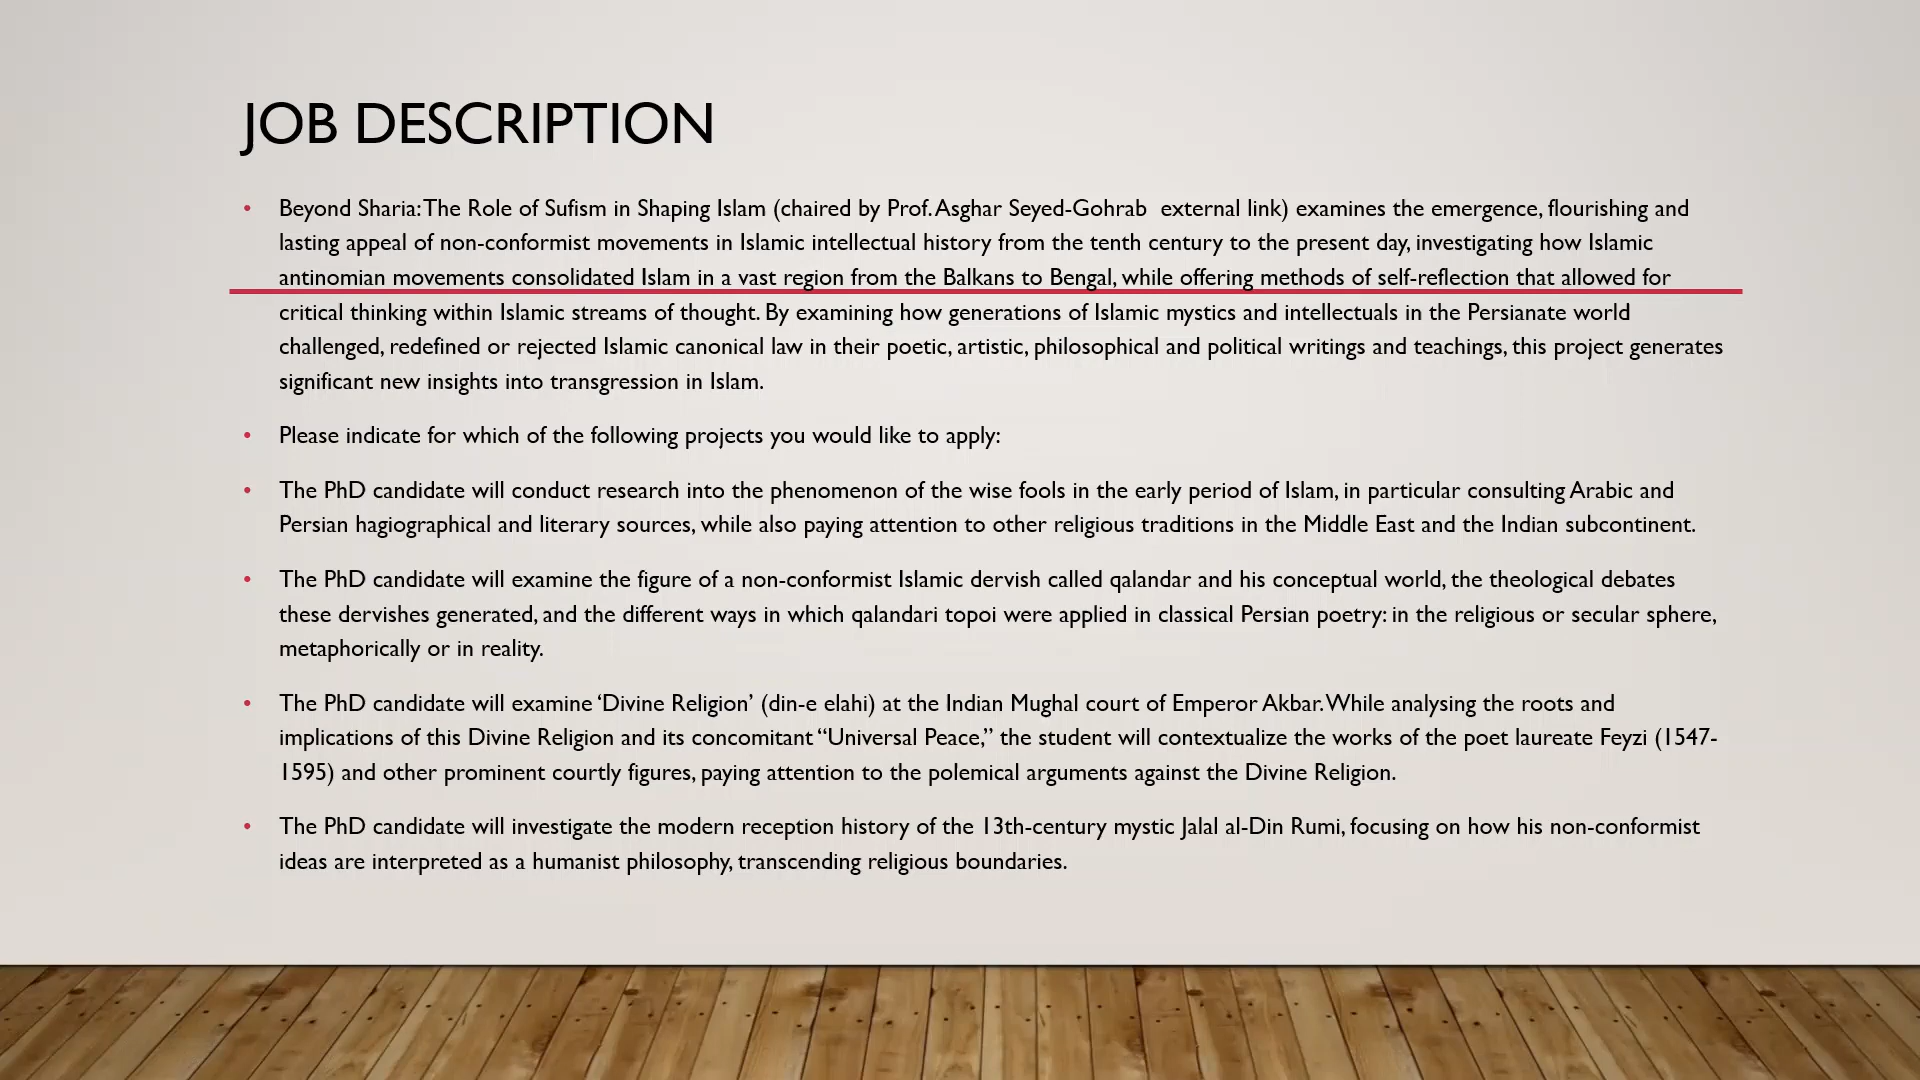 JOB DESCRIPTION
• Beyond Sharia: The Role of Sufism in Shaping Islam (chaired by Prof. Asghar Seyed-Gohrab  external link) examines the emergence, flourishing and
lasting appeal of non-conformist movements in Islamic intellectual history from the tenth century to the present day, investigating how Islamic
antinomian movements consolidated Islam in a vast region from the Balkans to Bengal, while offering methods of self-reflection that allowed for
critical thinking within Islamic streams of thought. By examining how generations of Islamic mystics and intellectuals in the Persianate world
challenged, redefined or rejected Islamic canonical law in their poetic, artistic, philosophical and political writings and teachings, this project generates
significant new insights into transgression in Islam.
• Please indicate for which of the following projects you would like to apply:
• The PhD candidate will conduct research into the phenomenon of the wise fools in the early period of Islam, in particular consulting Arabic and
Persian hagiographical and literary sources, while also paying attention to other religious traditions in the Middle East and the Indian subcontinent.
• The PhD candidate will examine the figure of a non-conformist Islamic dervish called qalandar and his conceptual world, the theological debates
these dervishes generated, and the different ways in which qalandari topoi were applied in classical Persian poetry: in the religious or secular sphere,
metaphorically or in reality.
• The PhD candidate will examine ‘Divine Religion’ (din-e elahi) at the Indian Mughal court of Emperor Akbar. While analysing the roots and
implications of this Divine Religion and its concomitant “Universal Peace,” the student will contextualize the works of the poet laureate Feyzi (1547-
1595) and other prominent courtly figures, paying attention to the polemical arguments against the Divine Religion.
• The PhD candidate will investigate the modern reception history of the 13th-century mystic Jalal al-Din Rumi, focusing on how his non-conformist
ideas are interpreted as a humanist philosophy, transcending religious boundaries.